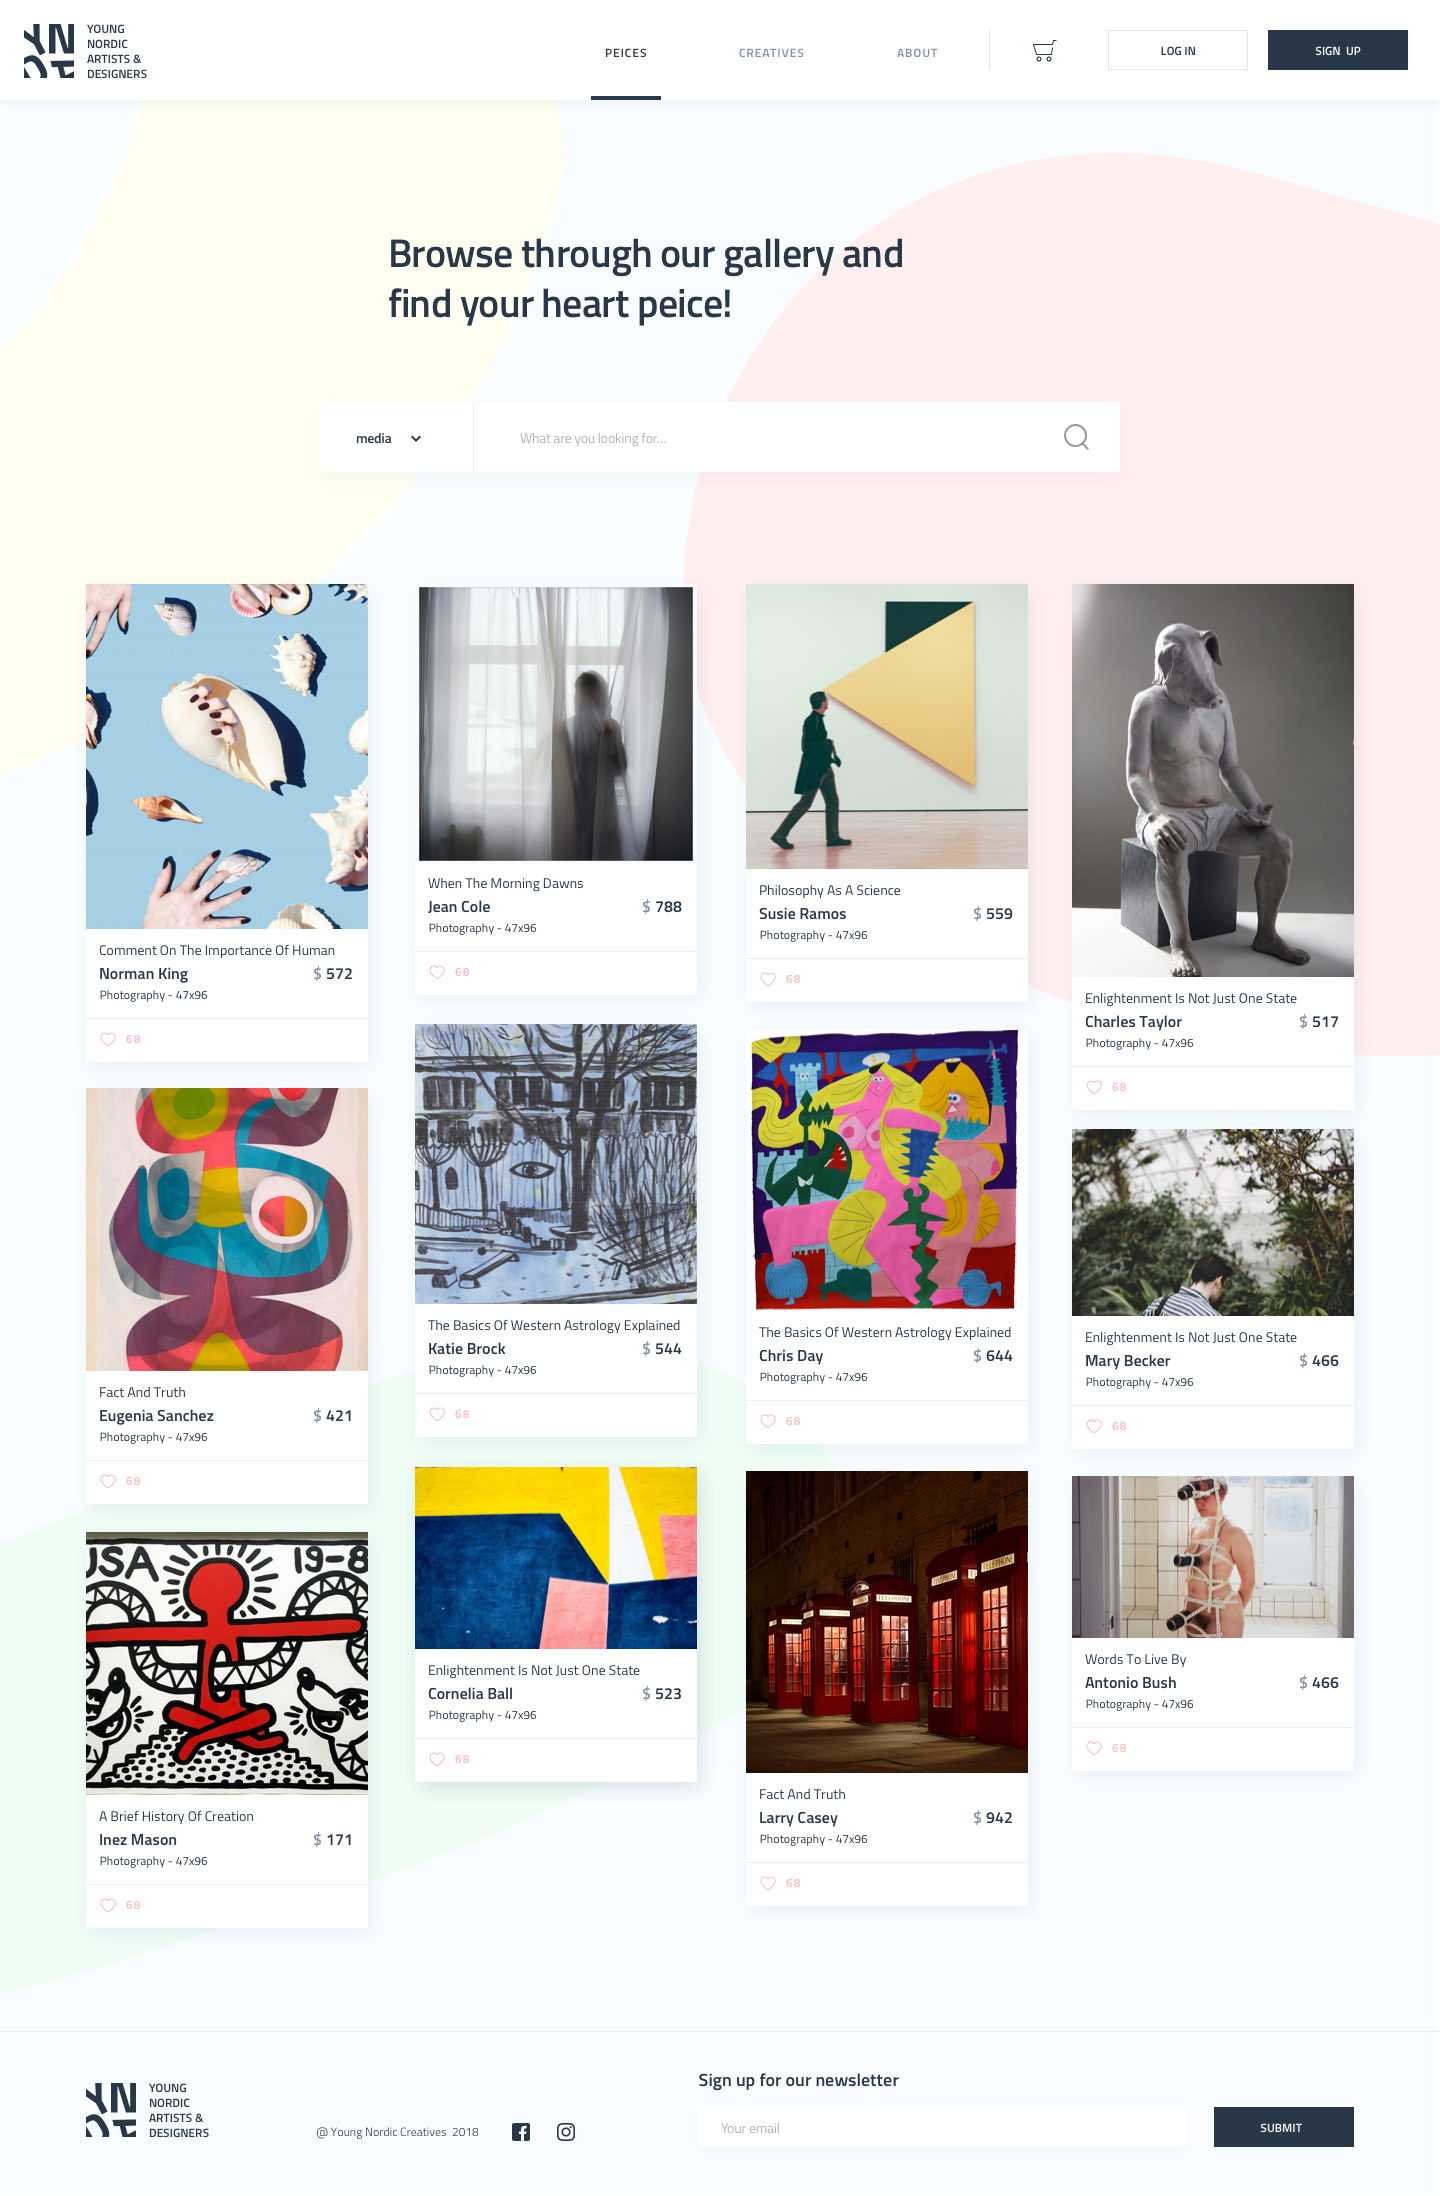 YOUNG
NORDIC
ARTISTS &
DESIGNERS
PEICES
CREATIVES
ABOUT
LOG IN
SIGN UP
Browse through our gallery and
find your heart peice!
media
What are you looking for...
Comment On The Importance Of Human
Norman King
$ 572
Photography - 47x96
68
Fact And Truth
Eugenia Sanchez
$ 421
Photography - 47x96
68
USA 19-8
A Brief History Of Creation
Inez Mason
$ 171
Photography - 47x96
68
When The Morning Dawns
Jean Cole
$ 788
Photography - 47x96
68
The Basics Of Western Astrology Explained
Katie Brock
$ 544
Photography - 47x96
68
Enlightenment Is Not Just One State
Cornelia Ball
$ 523
Photography - 47x96
68
Philosophy As A Science
Susie Ramos
$ 559
Photography - 47x96
68
The Basics Of Western Astrology Explained
Chris Day
$ 644
Photography - 47x96
68
TELEPHONE
TELEPHONE
TELEPHONE
Fact And Truth
Larry Casey
$ 942
Photography - 47x96
68
Enlightenment Is Not Just One State
Charles Taylor
$ 517
Photography - 47x96
68
Enlightenment Is Not Just One State
Mary Becker
$ 466
Photography - 47x96
68
Words To Live By
Antonio Bush
$ 466
Photography - 47x96
68
YOUNG
NORDIC
ARTISTS &
DESIGNERS
@ Young Nordic Creatives 2018
Sign up for our newsletter
Your email
SUBMIT